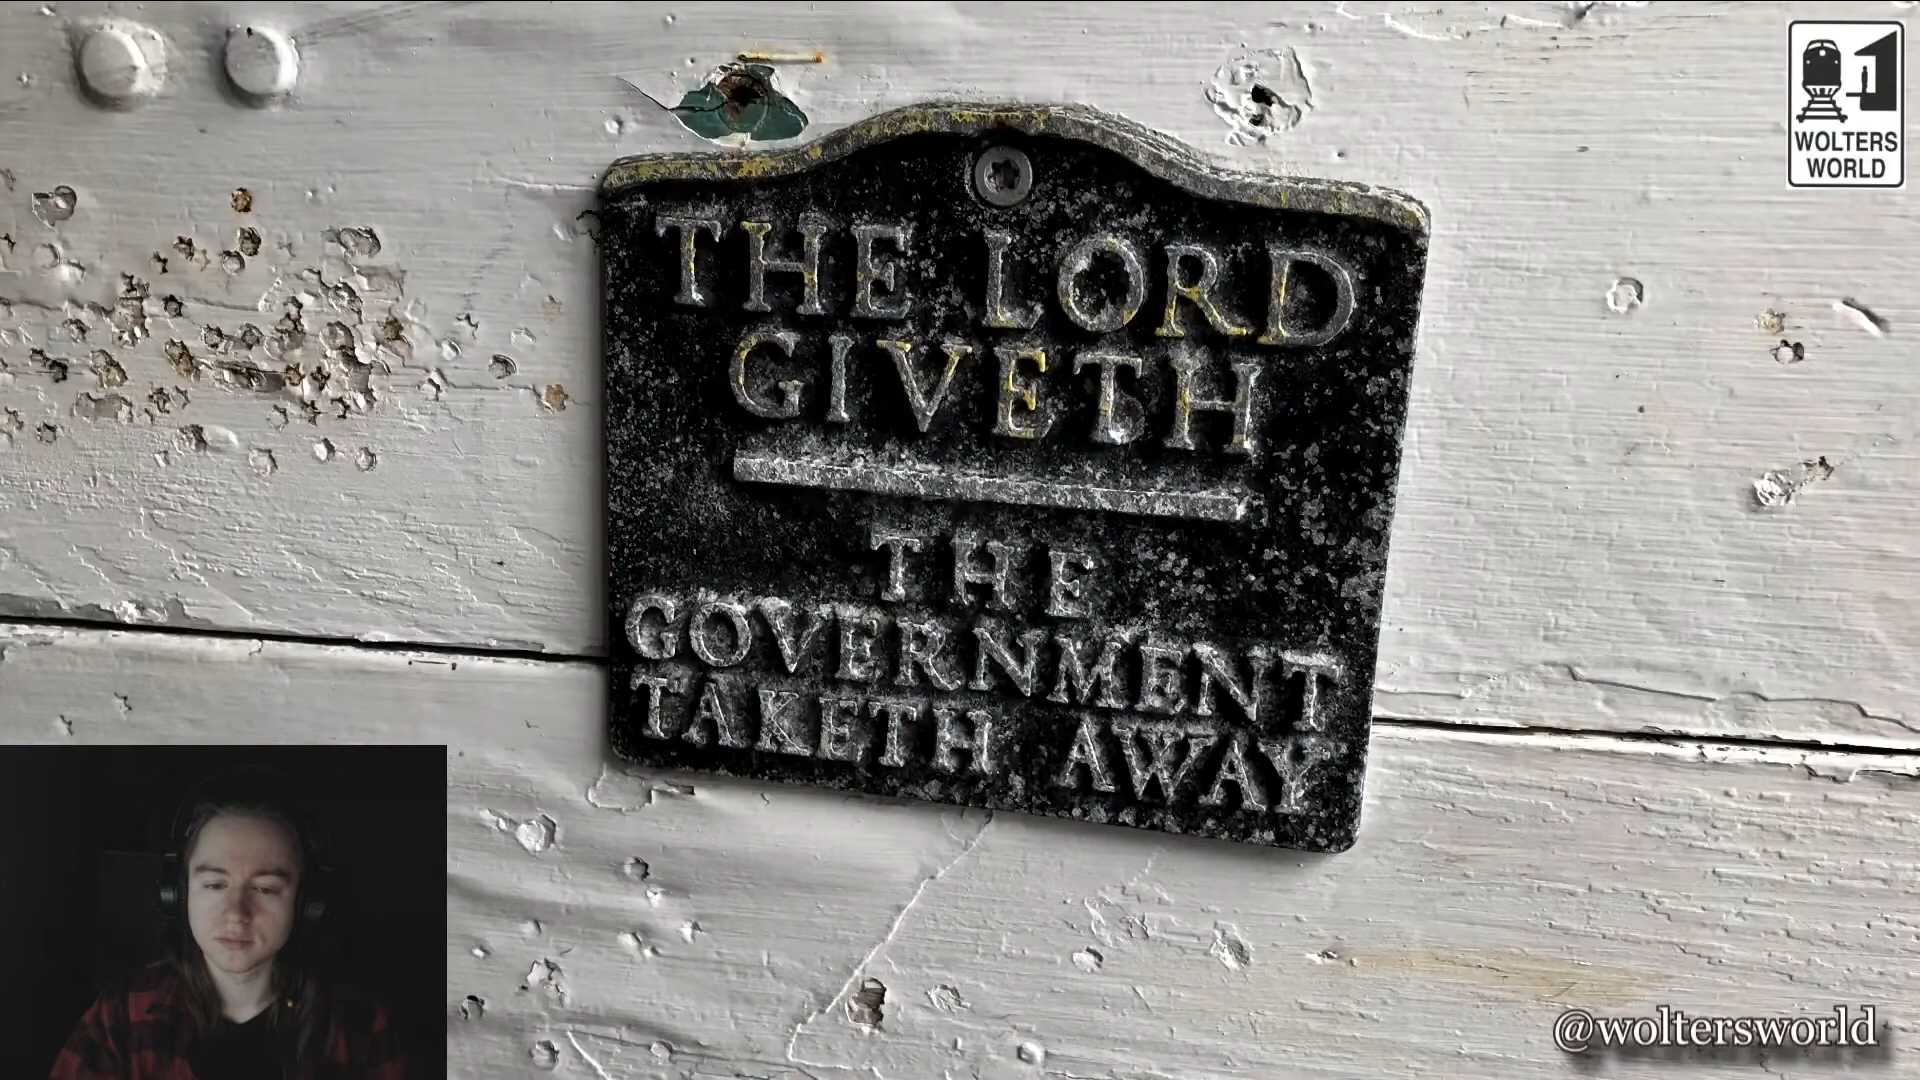 WOLTERS
WORLD
THE LORD
GIVETH
THE
GOVERNMENT
TAKETH AWAY
@woltersworld